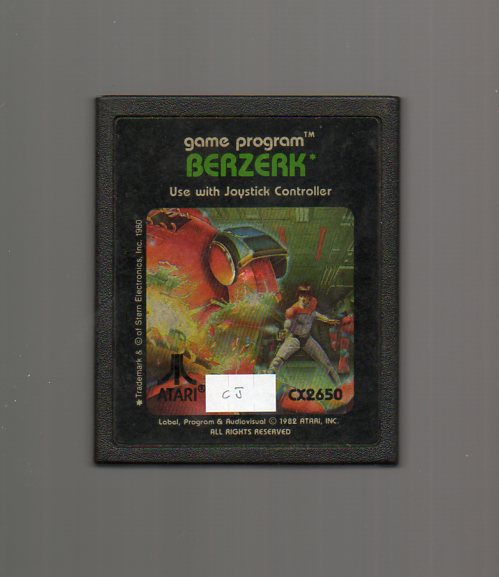 game program™
BERZERK*
Use with Joystick Controller
*Trademark & © of Stern Electronics, Inc. 1980
ATARI®
CJ
CX2650
Label, Program & Audiovisual © 1982 ATARI, INC.
ALL RIGHTS RESERVED